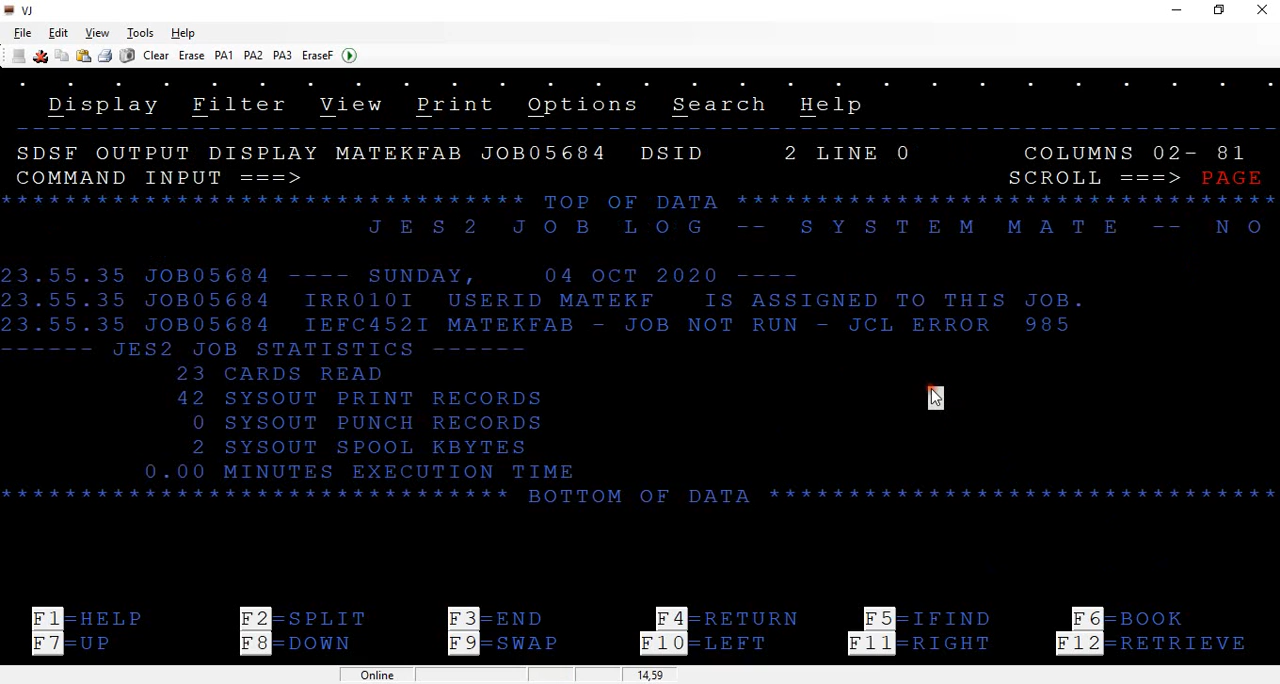 VJ
File Edit View Tools Help
Clear Erase PA1 PA2 PA3 EraseF
Display Filter View Print Options Search Help
--------------------------------------------------------------------------------
SDSF OUTPUT DISPLAY MATEKFAB JOB05684 DSID 2 LINE 0 COLUMNS 02- 81
COMMAND INPUT ===> SCROLL ===> PAGE
********************************* TOP OF DATA **********************************
J E S 2 J O B L O G -- S Y S T E M M A T E -- N O
23.55.35 JOB05684 ---- SUNDAY, 04 OCT 2020 ----
23.55.35 JOB05684 IRR010I USERID MATEKF IS ASSIGNED TO THIS JOB.
23.55.35 JOB05684 IEFC452I MATEKFAB - JOB NOT RUN - JCL ERROR 985
------ JES2 JOB STATISTICS ------
23 CARDS READ
42 SYSOUT PRINT RECORDS
0 SYSOUT PUNCH RECORDS
2 SYSOUT SPOOL KBYTES
0.00 MINUTES EXECUTION TIME
******************************** BOTTOM OF DATA ********************************
F1=HELP F2=SPLIT F3=END F4=RETURN F5=IFIND F6=BOOK
F7=UP F8=DOWN F9=SWAP F10=LEFT F11=RIGHT F12=RETRIEVE
Online 14,59